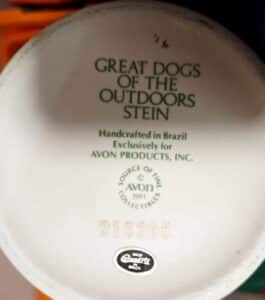 GREAT DOGS
OF THE
OUTDOORS
STEIN
Handcrafted in Brazil
Exclusively for
AVON PRODUCTS, INC.
SOURCE OF FINE
©
AVON
1991
COLLECTIBLES